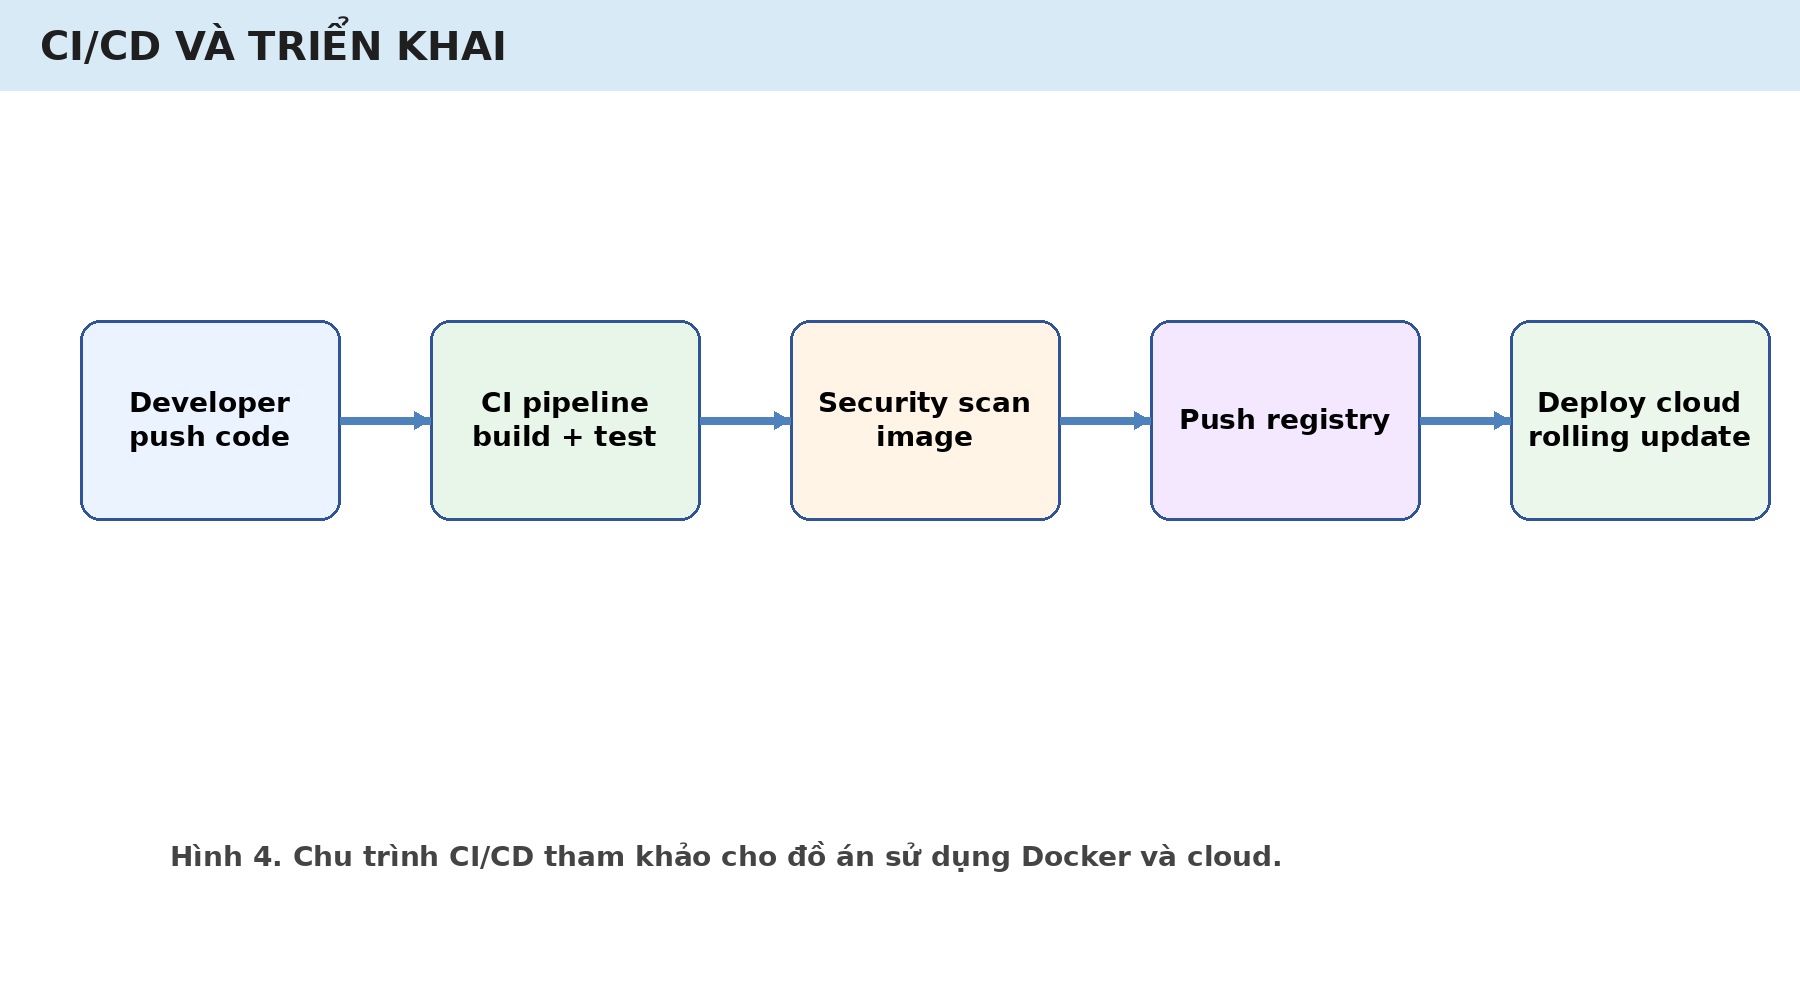 CI/CD VÀ TRIỂN KHAI
Developer
push code
CI pipeline
build + test
Security scan
image
Push registry
Deploy cloud
rolling update
Hình 4. Chu trình CI/CD tham khảo cho đồ án sử dụng Docker và cloud.